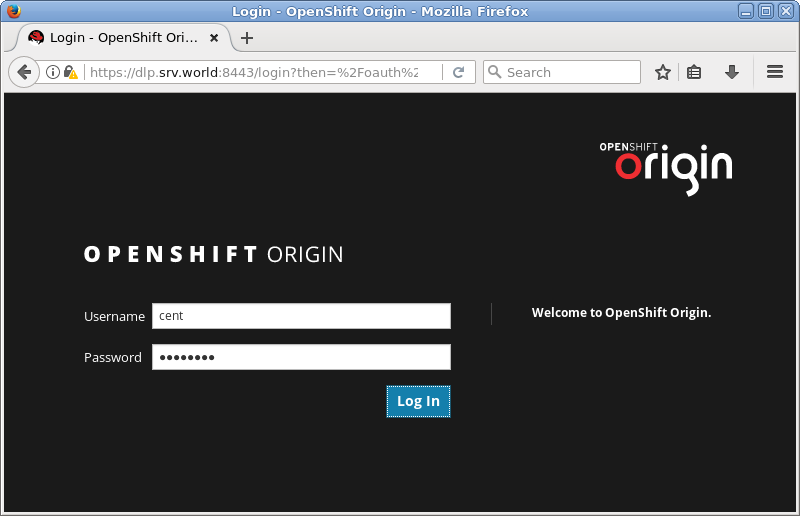 Login - OpenShift Origin - Mozilla Firefox
Login - OpenShift Ori...
https://dlp.srv.world:8443/login?then=%2Foauth%2
Search
OPENSHIFT
origin
OPENSHIFT ORIGIN
Username
cent
Welcome to OpenShift Origin.
Password
••••••••
Log In